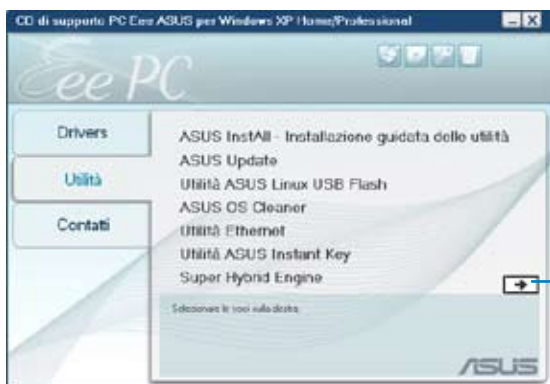 CD di supporto PC Eee ASUS per Windows XP Home/Professional
Eee PC
Drivers
Utilità
Contatti
ASUS InstAll - Installazione guidata delle utilità
ASUS Update
Utilità ASUS Linux USB Flash
ASUS OS Cleaner
Utilità Ethernet
Utilità ASUS Instant Key
Super Hybrid Engine
Selezionare le voci sulla destra.
ASUS